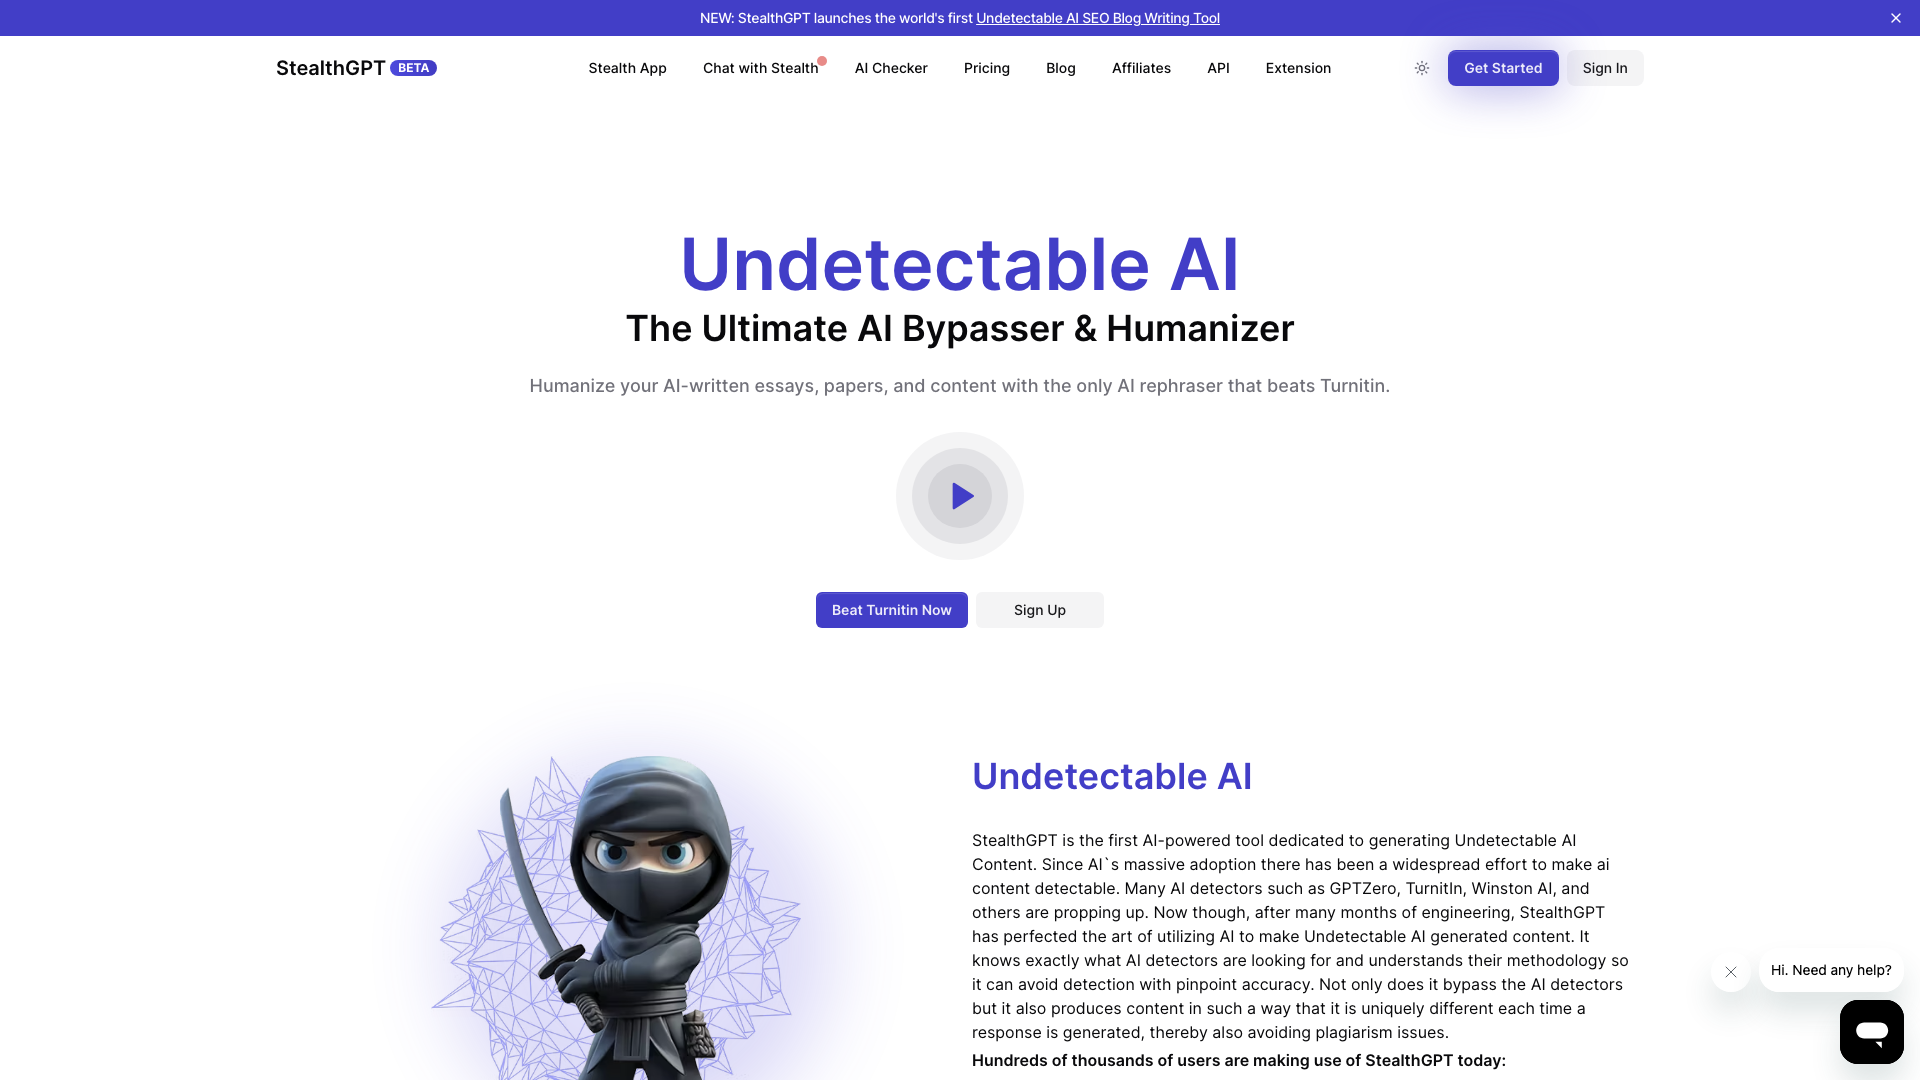 NEW: StealthGPT launches the world's first Undetectable AI SEO Blog Writing Tool
StealthGPT BETA
Stealth App
Chat with Stealth
AI Checker
Pricing
Blog
Affiliates
API
Extension
Get Started
Sign In
Undetectable AI
The Ultimate AI Bypasser & Humanizer
Humanize your AI-written essays, papers, and content with the only AI rephraser that beats Turnitin.
Beat Turnitin Now
Sign Up
Undetectable AI
StealthGPT is the first AI-powered tool dedicated to generating Undetectable AI
Content. Since AI`s massive adoption there has been a widespread effort to make ai
content detectable. Many AI detectors such as GPTZero, TurnitIn, Winston AI, and
others are propping up. Now though, after many months of engineering, StealthGPT
has perfected the art of utilizing AI to make Undetectable AI generated content. It
knows exactly what AI detectors are looking for and understands their methodology so
it can avoid detection with pinpoint accuracy. Not only does it bypass the AI detectors
but it also produces content in such a way that it is uniquely different each time a
response is generated, thereby also avoiding plagiarism issues.
Hundreds of thousands of users are making use of StealthGPT today:
Hi. Need any help?